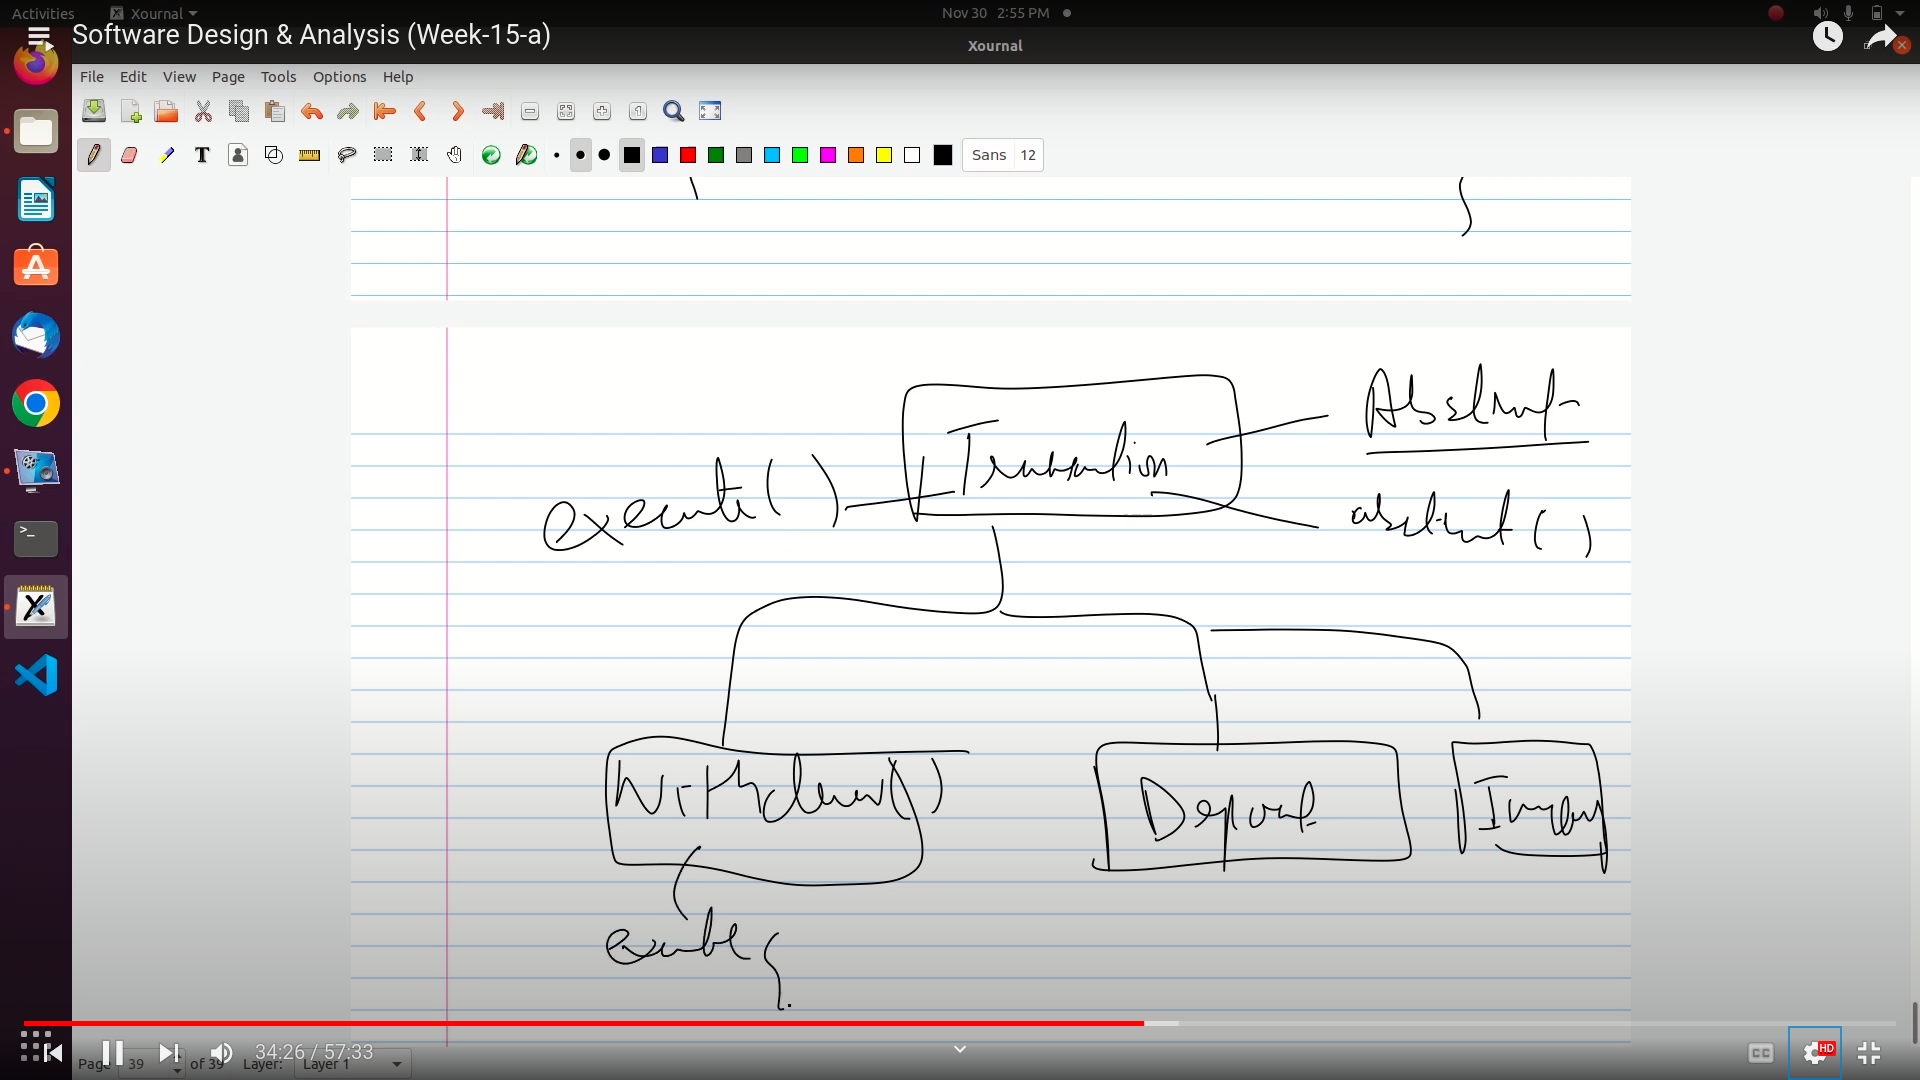 Activities Xournal Nov 30 2:55 PM
Software Design & Analysis (Week-15-a)
Xournal
File Edit View Page Tools Options Help
T Sans 12
Abstract
Transaction
execute( )
abstract ( )
Withdraw( )
Deposit
execute {
34:26 / 57:33
CC HD
Page 39 of 39 Layer: Layer 1